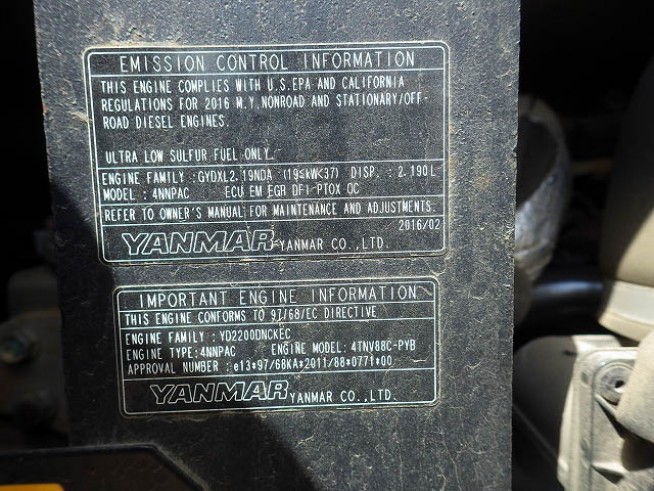 EMISSION CONTROL INFORMATION
THIS ENGINE COMPLIES WITH U.S.EPA AND CALIFORNIA
REGULATIONS FOR 2016 M.Y.NONROAD AND STATIONARY/OFF-
ROAD DIESEL ENGINES.
ULTRA LOW SULFUR FUEL ONLY.
ENGINE FAMILY :GYDXL2.19NDA (19≤kW<37) DISP. : 2.190L
MODEL : 4NNPAC ECU EM EGR DFI-PTOX OC
REFER TO OWNER'S MANUAL FOR MAINTENANCE AND ADJUSTMENTS.
2016/02
YANMAR YANMAR CO.,LTD.
IMPORTANT ENGINE INFORMATION
THIS ENGINE CONFORMS TO 97/68/EC DIRECTIVE
ENGINE FAMILY : YD2200DNCKEC
ENGINE TYPE:4NNPAC ENGINE MODEL: 4TNV88C-PYB
APPROVAL NUMBER :e13*97/68KA*2011/88*0771*00
YANMAR YANMAR CO.,LTD.